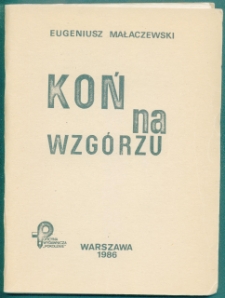 EUGENIUSZ MAŁACZEWSKI
KOŃ
na
WZGÓRZU
WARSZAWA
1986